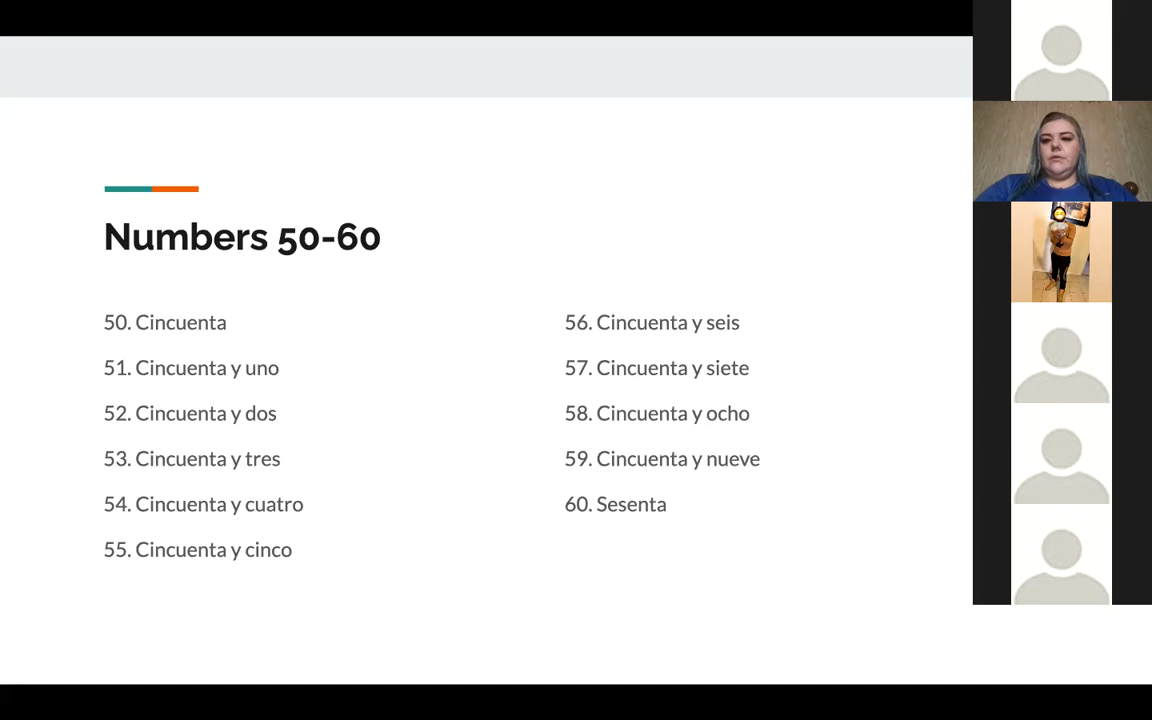 Numbers 50-60
50. Cincuenta
51. Cincuenta y uno
52. Cincuenta y dos
53. Cincuenta y tres
54. Cincuenta y cuatro
55. Cincuenta y cinco
56. Cincuenta y seis
57. Cincuenta y siete
58. Cincuenta y ocho
59. Cincuenta y nueve
60. Sesenta